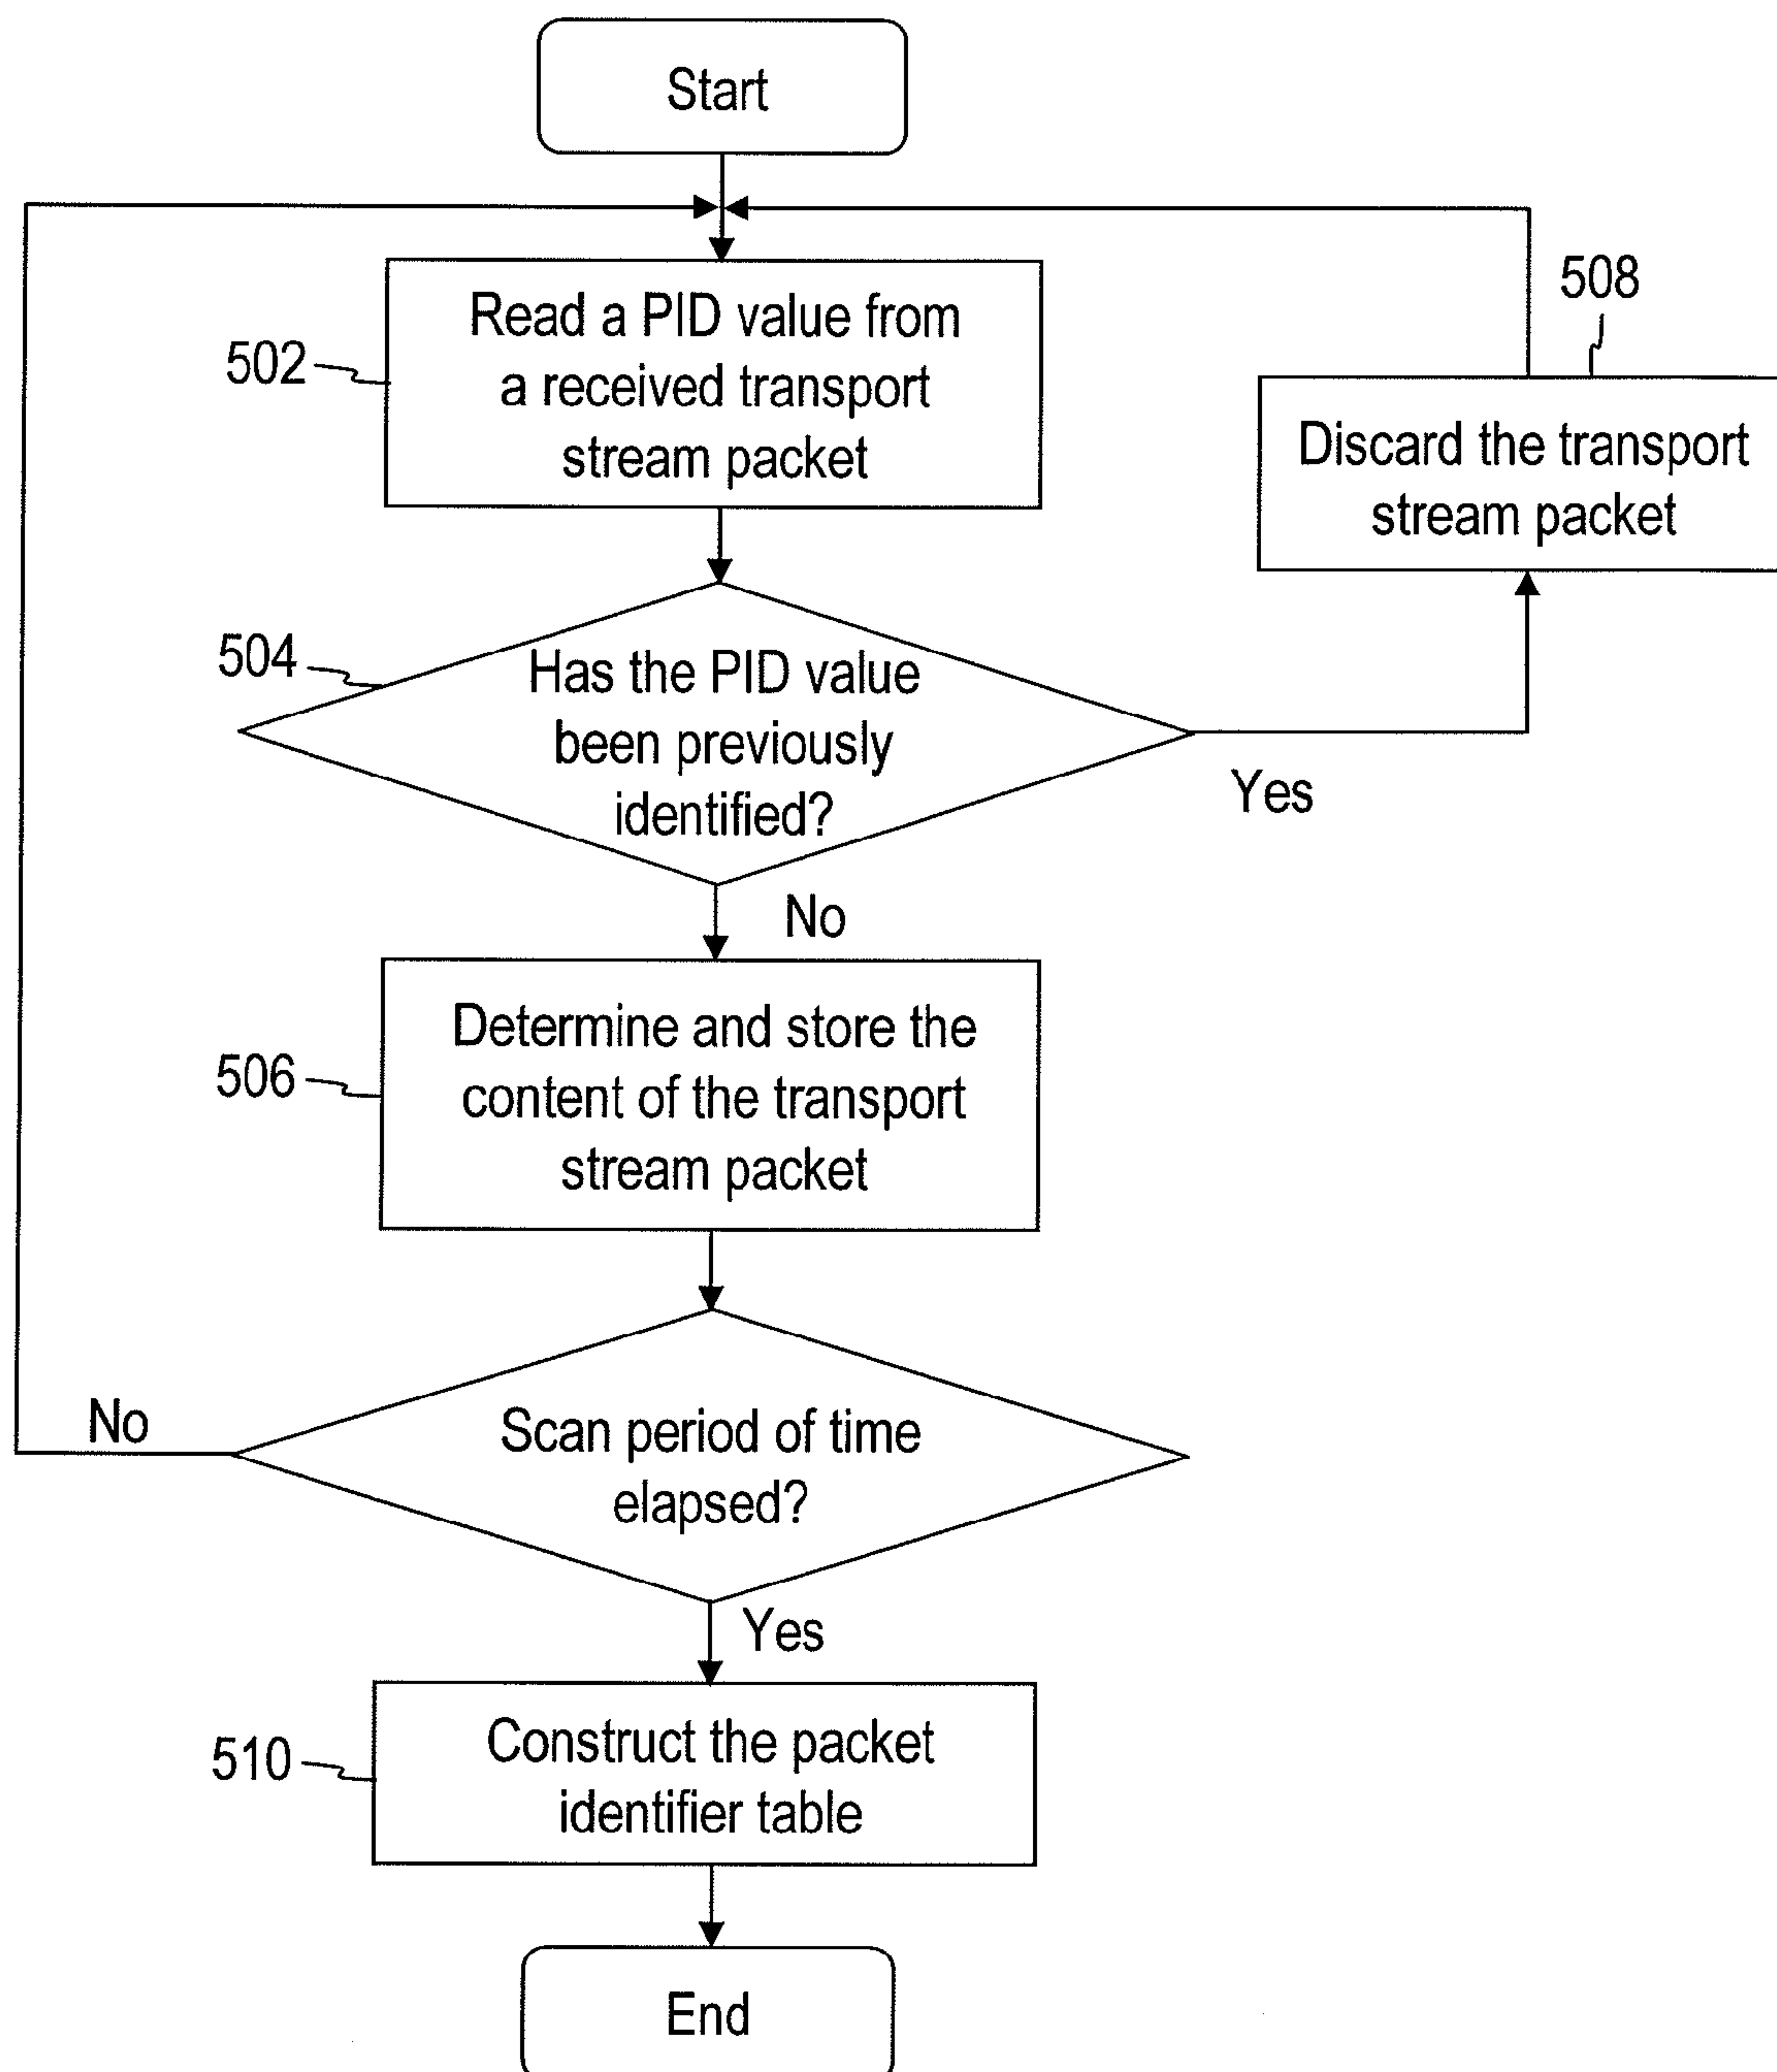 Start
502
Read a PID value from
a received transport
stream packet
508
Discard the transport
stream packet
504
Has the PID value
been previously
identified?
Yes
No
506
Determine and store the
content of the transport
stream packet
No
Scan period of time
elapsed?
Yes
510
Construct the packet
identifier table
End